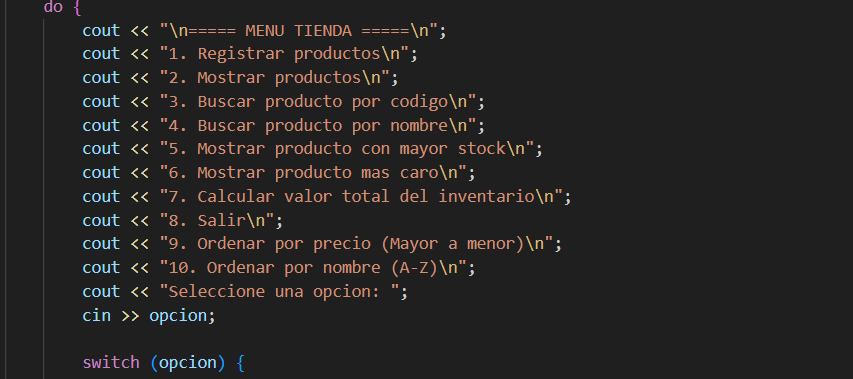 do {
cout << "\n===== MENU TIENDA =====\n";
cout << "1. Registrar productos\n";
cout << "2. Mostrar productos\n";
cout << "3. Buscar producto por codigo\n";
cout << "4. Buscar producto por nombre\n";
cout << "5. Mostrar producto con mayor stock\n";
cout << "6. Mostrar producto mas caro\n";
cout << "7. Calcular valor total del inventario\n";
cout << "8. Salir\n";
cout << "9. Ordenar por precio (Mayor a menor)\n";
cout << "10. Ordenar por nombre (A-Z)\n";
cout << "Seleccione una opcion: ";
cin >> opcion;
switch (opcion) {